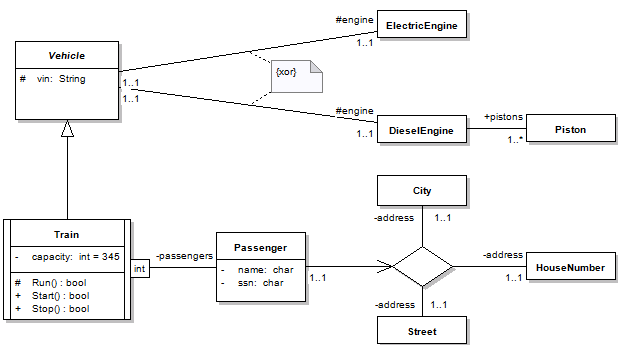 #engine
ElectricEngine
1..1
Vehicle
# vin: String
1..1
1..1
{xor}
#engine
1..1
DieselEngine
+pistons
1..*
Piston
City
-address
1..1
Train
- capacity: int = 345
# Run() : bool
+ Start() : bool
+ Stop() : bool
int
-passengers
Passenger
- name: char
- ssn: char
1..1
-address
1..1
HouseNumber
-address
1..1
Street